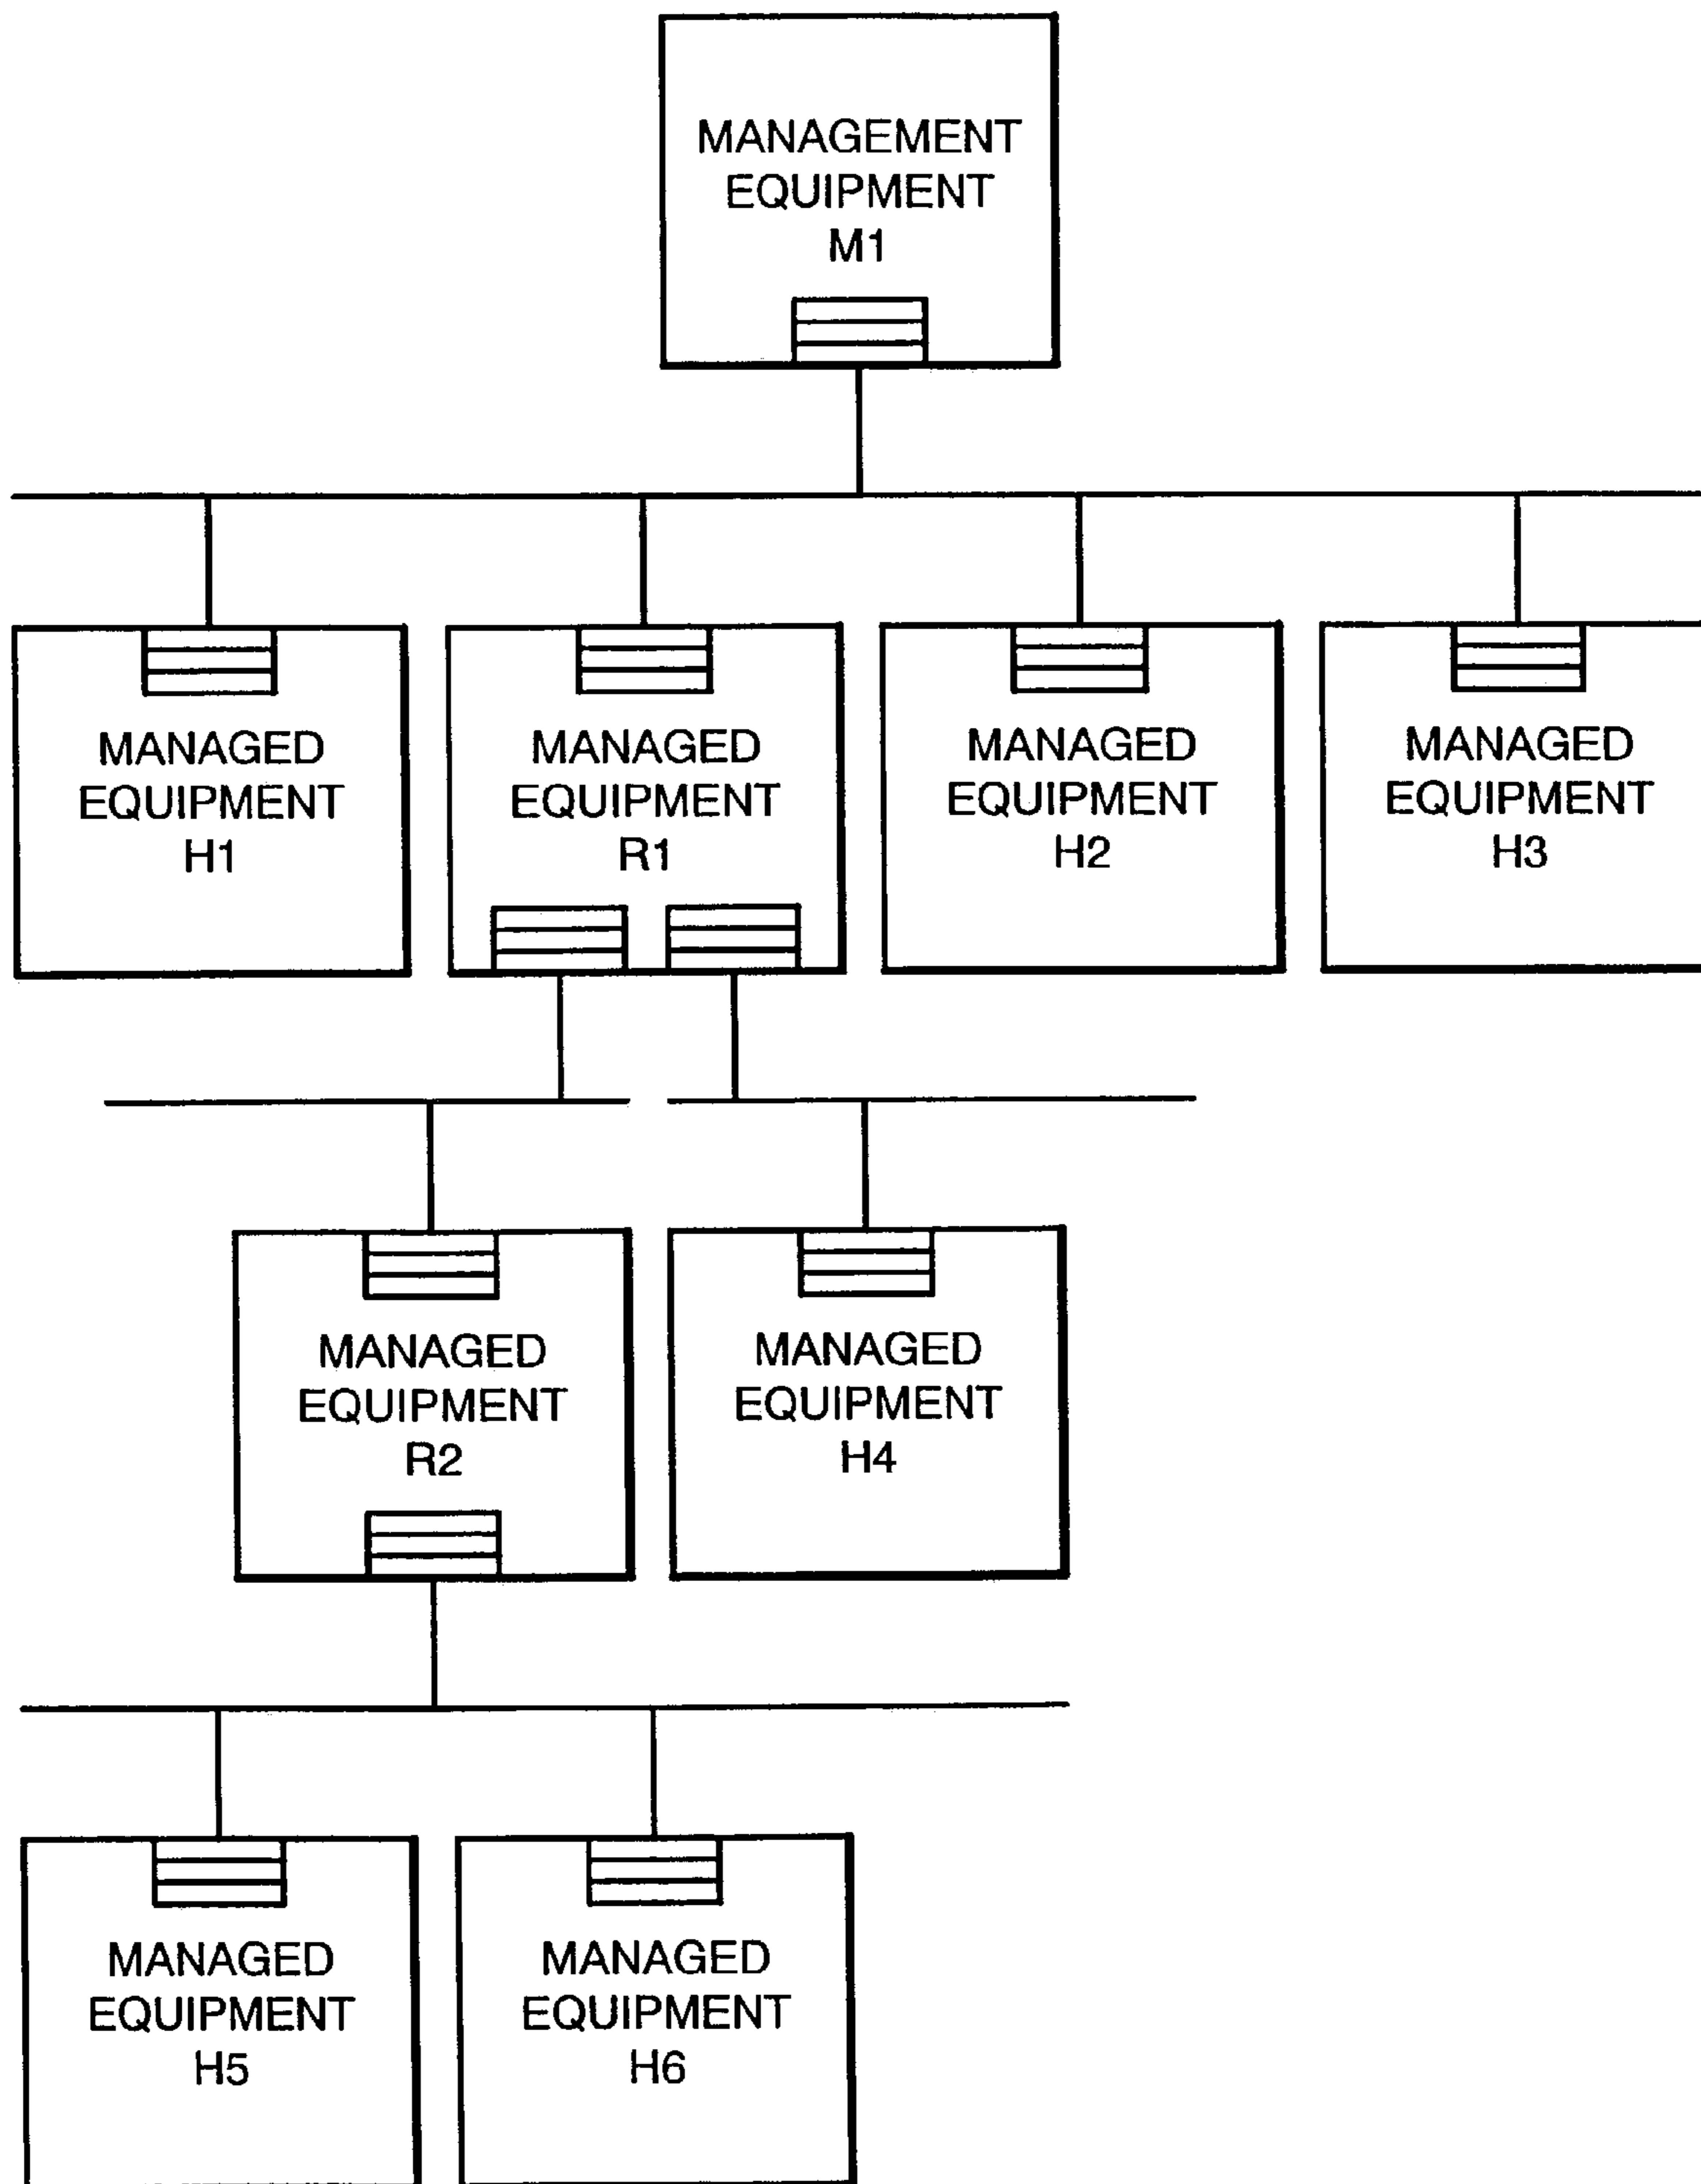 MANAGEMENT
EQUIPMENT
M1
MANAGED
EQUIPMENT
H1
MANAGED
EQUIPMENT
R1
MANAGED
EQUIPMENT
H2
MANAGED
EQUIPMENT
H3
MANAGED
EQUIPMENT
R2
MANAGED
EQUIPMENT
H4
MANAGED
EQUIPMENT
H5
MANAGED
EQUIPMENT
H6